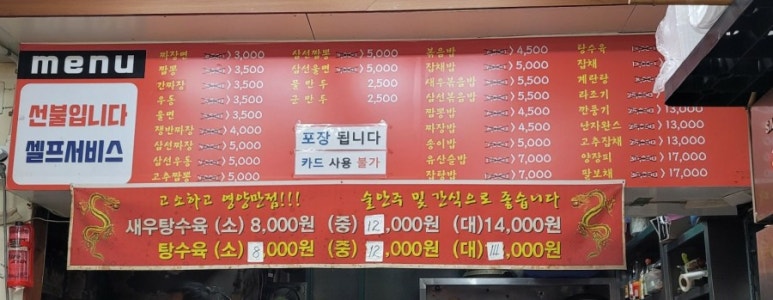 menu
선불입니다
셀프서비스
짜장면 3,000
짬뽕 3,500
간짜장 3,500
우동 3,500
울면 3,500
쟁반짜장 4,000
삼선짜장 5,000
삼선우동 5,000
고추짬뽕 5,000
삼선짬뽕 5,000
삼선울면 5,000
물만두 2,500
군만두 2,500
포장 됩니다
카드 사용 불가
볶음밥 4,500
잡채밥 5,500
새우볶음밥 5,500
삼선볶음밥 5,500
짬뽕밥 4,500
짜장밥 4,500
송이밥 5,500
유산슬밥 7,000
잡탕밥 7,000
탕수육
잡채
계란탕
라조기
깐풍기 13,000
난자완스 13,000
고추잡채 13,000
양장피 17,000
팔보채 17,000
고소하고 영양만점!!! 술안주 및 간식으로 좋습니다
새우탕수육 (소) 8,000원 (중) 12,000원 (대)14,000원
탕수육 (소) 8,000원 (중) 12,000원 (대) 14,000원